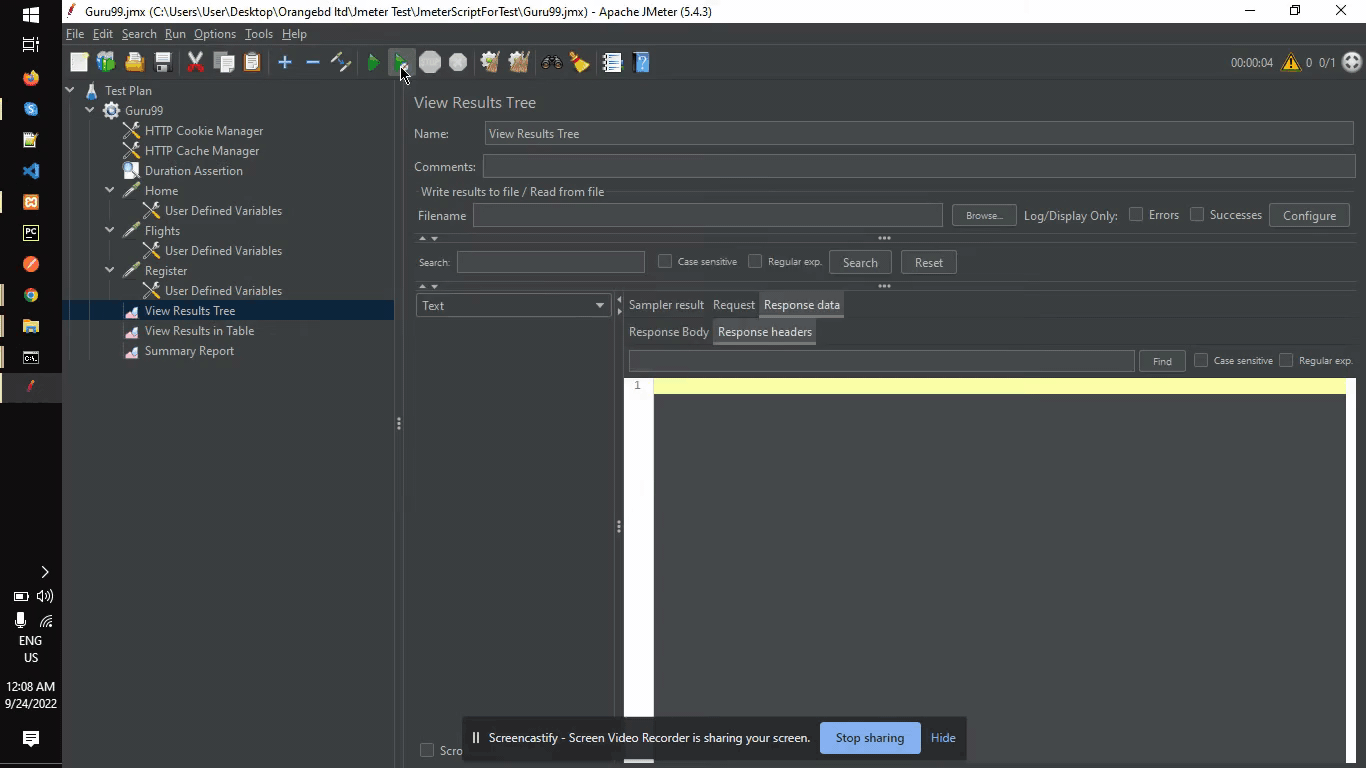 Guru99.jmx (C:\Users\User\Desktop\Orangebd ltd\Jmeter Test\JmeterScriptForTest\Guru99.jmx) - Apache JMeter (5.4.3)
File Edit Search Run Options Tools Help
00:00:04 0 0/1
Test Plan
Guru99
HTTP Cookie Manager
HTTP Cache Manager
Duration Assertion
Home
User Defined Variables
Flights
User Defined Variables
Register
User Defined Variables
View Results Tree
View Results in Table
Summary Report
View Results Tree
Name: View Results Tree
Comments:
Write results to file / Read from file
Filename Browse... Log/Display Only: Errors Successes Configure
Search: Case sensitive Regular exp. Search Reset
Text
Sampler result Request Response data
Response Body Response headers
Find Case sensitive Regular exp.
1
Scro
Screencastify - Screen Video Recorder is sharing your screen. Stop sharing Hide
ENG
US
12:08 AM
9/24/2022